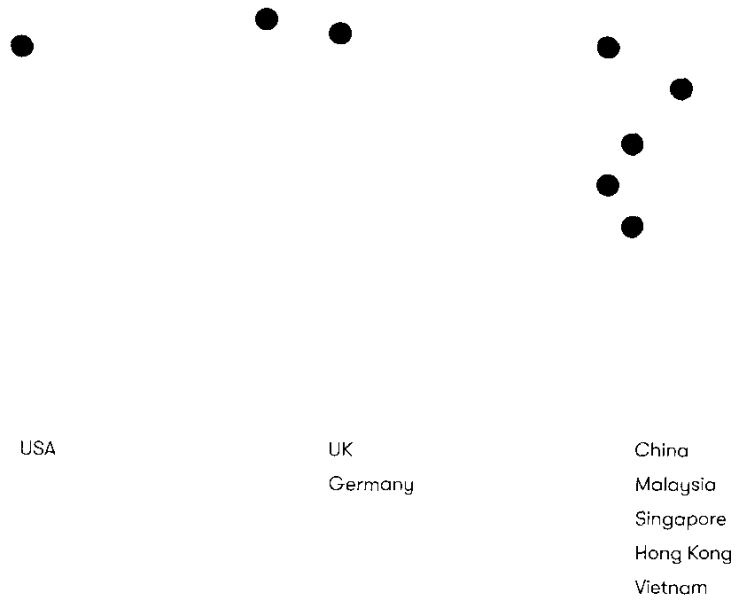 USA
UK
Germany
China
Malaysia
Singapore
Hong Kong
Vietnam